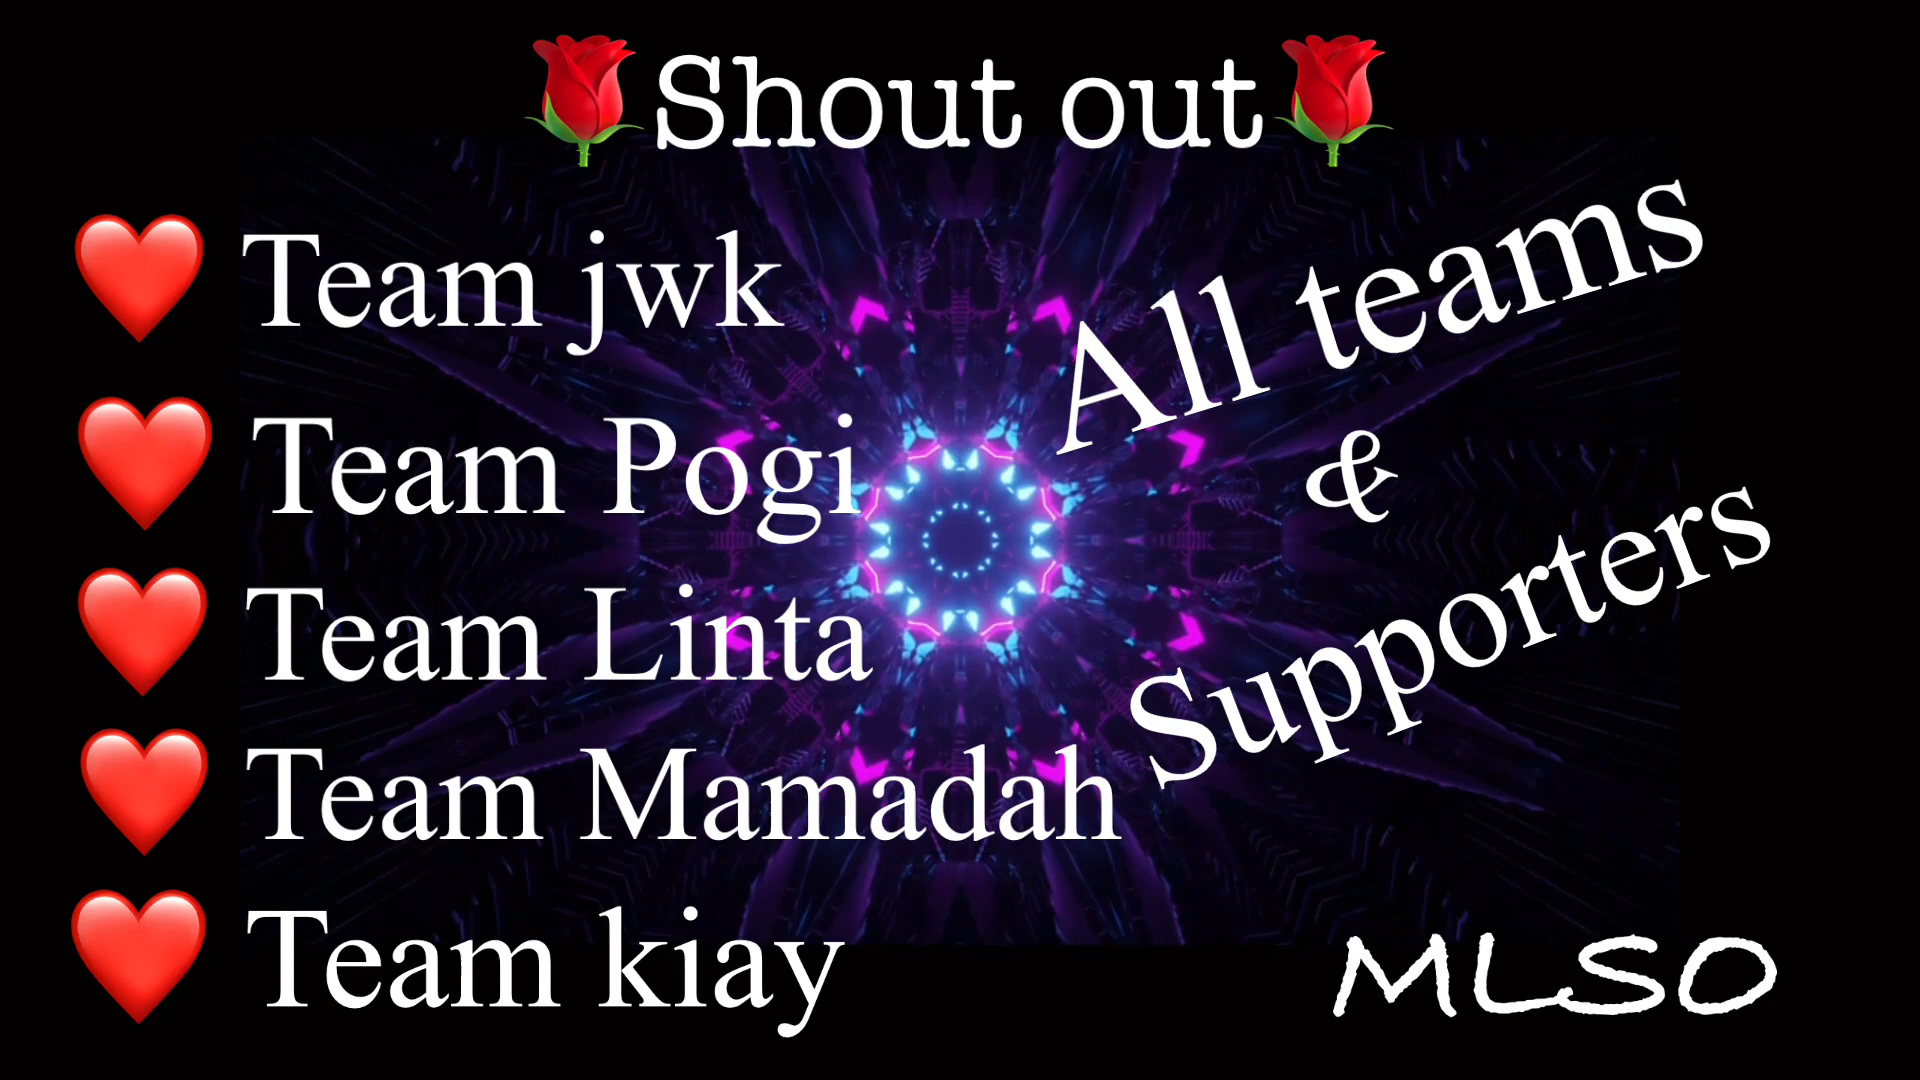 🌹Shout out🌹
❤️ Team jwk
❤️ Team Pogi
❤️ Team Linta
❤️ Team Mamadah
❤️ Team kiay
All teams
&
Supporters
MLSO